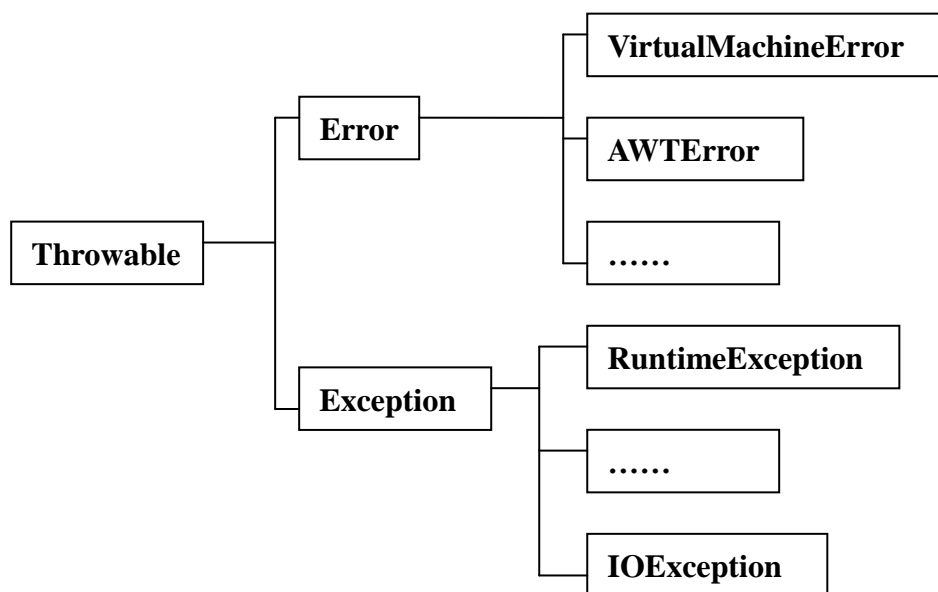 VirtualMachineError
Error
AWTError
Throwable
……
RuntimeException
Exception
……
IOException